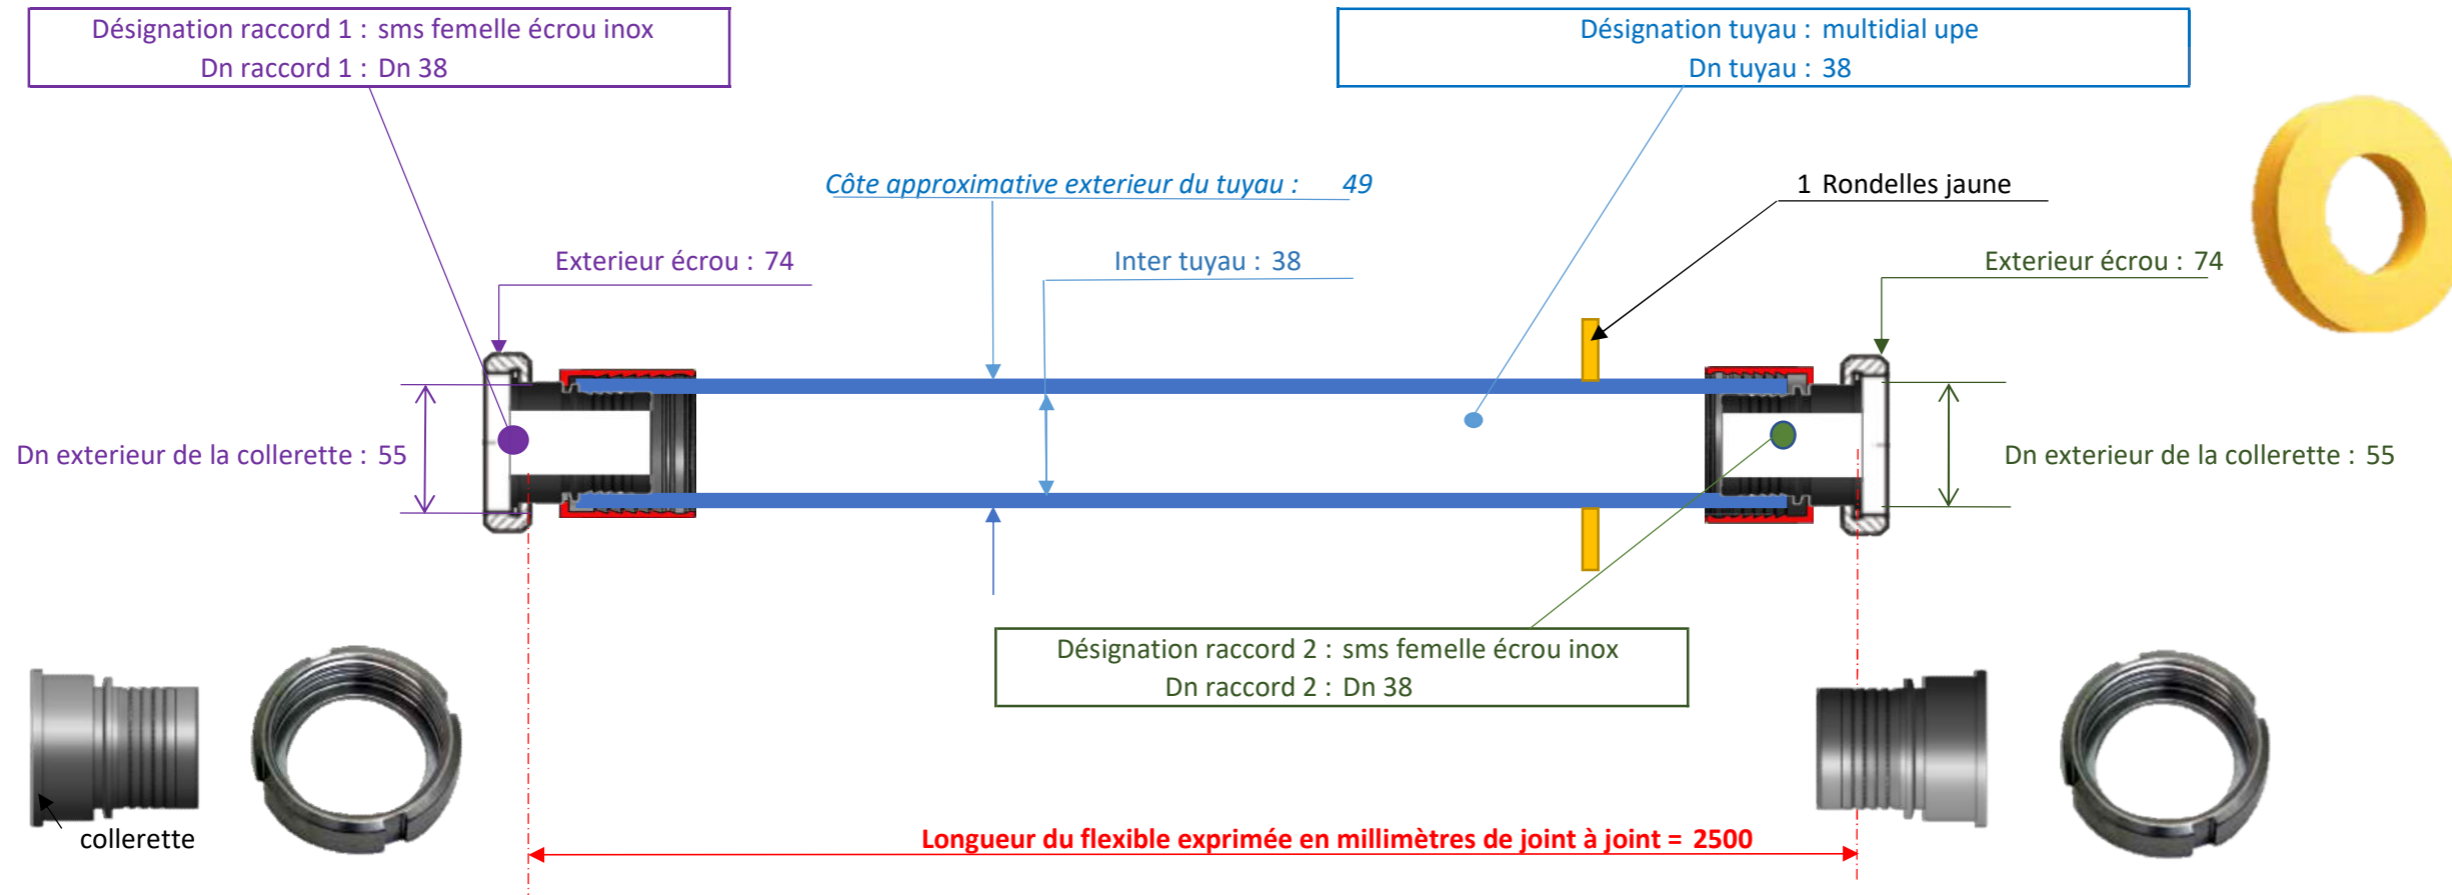 Désignation raccord 1 : sms femelle écrou inox
Dn raccord 1 : Dn 38
Désignation tuyau : multidial upe
Dn tuyau : 38
Côte approximative exterieur du tuyau : 49
1 Rondelles jaune
Exterieur écrou : 74
Inter tuyau : 38
Exterieur écrou : 74
Dn exterieur de la collerette : 55
Dn exterieur de la collerette : 55
Désignation raccord 2 : sms femelle écrou inox
Dn raccord 2 : Dn 38
collerette
Longueur du flexible exprimée en millimètres de joint à joint = 2500